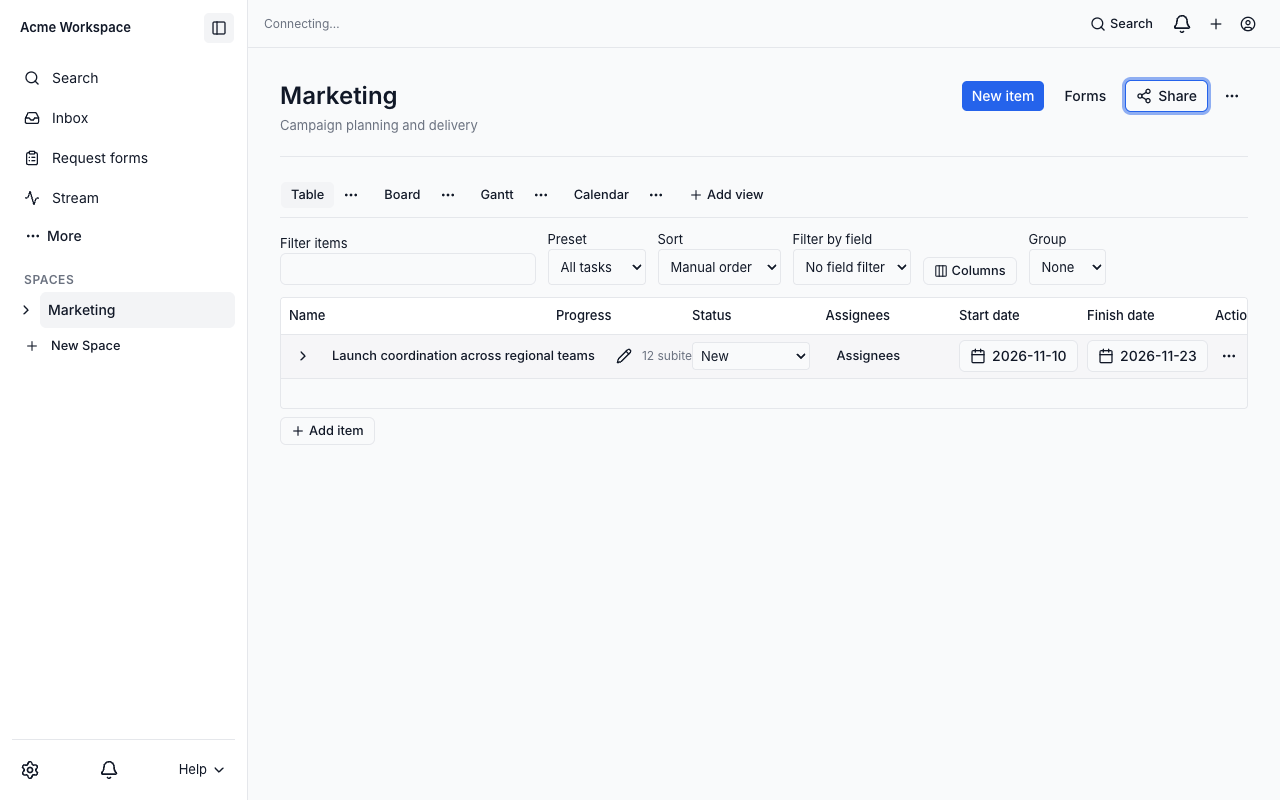 Acme Workspace
Connecting...
Search
Search
Inbox
Request forms
Stream
More
SPACES
Marketing
New Space
Marketing
New item
Forms
Share
Campaign planning and delivery
Table
Board
Gantt
Calendar
Add view
Filter items
Preset
All tasks
Sort
Manual order
Filter by field
No field filter
Columns
Group
None
Name
Progress
Status
Assignees
Start date
Finish date
Actio
Launch coordination across regional teams
12 subite
New
Assignees
2026-11-10
2026-11-23
Add item
Help